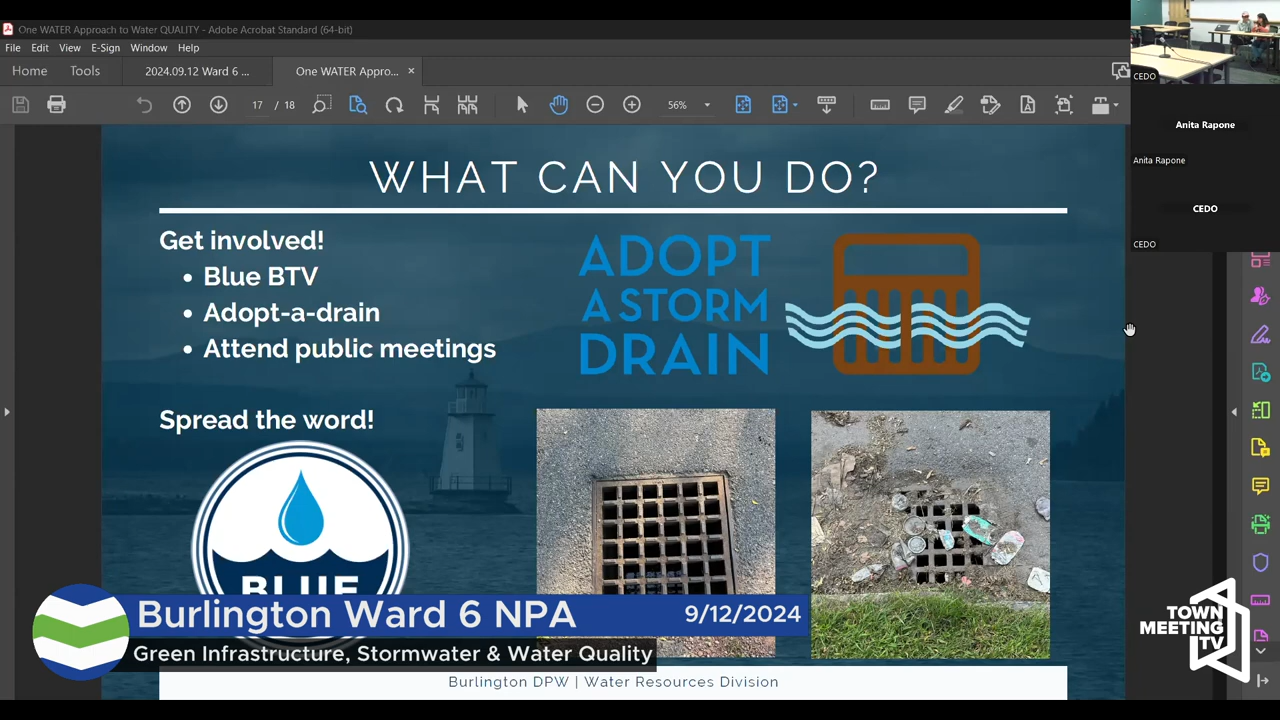 One WATER Approach to Water QUALITY - Adobe Acrobat Standard (64-bit)
File Edit View E-Sign Window Help
Home Tools 2024.09.12 Ward 6 ... One WATER Appro... ×
17 / 18 56%
CEDO
Anita Rapone
Anita Rapone
CEDO
CEDO
WHAT CAN YOU DO?
Get involved!
• Blue BTV
• Adopt-a-drain
• Attend public meetings
ADOPT
A STORM
DRAIN
Spread the word!
BLUE
Burlington Ward 6 NPA 9/12/2024
Green Infrastructure, Stormwater & Water Quality
TOWN
MEETING
TV
Burlington DPW | Water Resources Division